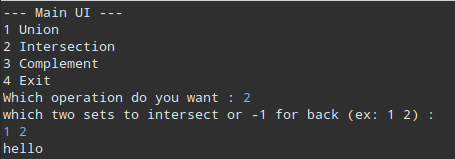 --- Main UI ---
1 Union
2 Intersection
3 Complement
4 Exit
Which operation do you want : 2
which two sets to intersect or -1 for back (ex: 1 2) :
1 2
hello